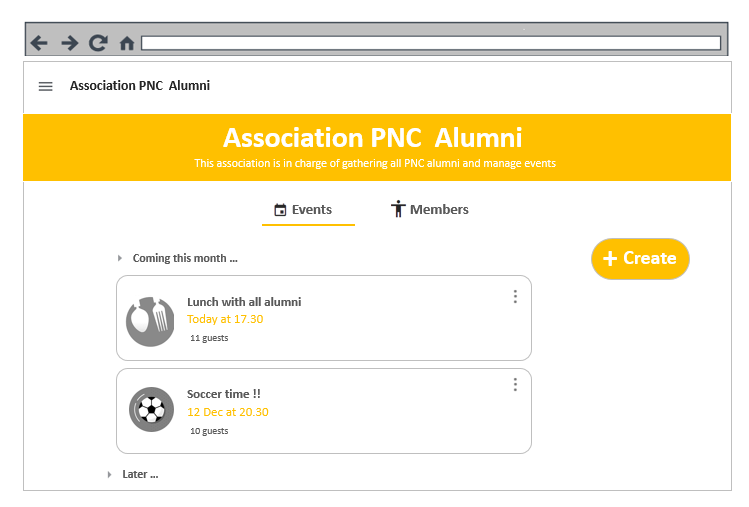 Association PNC Alumni
Association PNC Alumni
This association is in charge of gathering all PNC alumni and manage events
Events
Members
Coming this month ...
+ Create
Lunch with all alumni
Today at 17.30
11 guests
Soccer time !!
12 Dec at 20.30
10 guests
Later ...